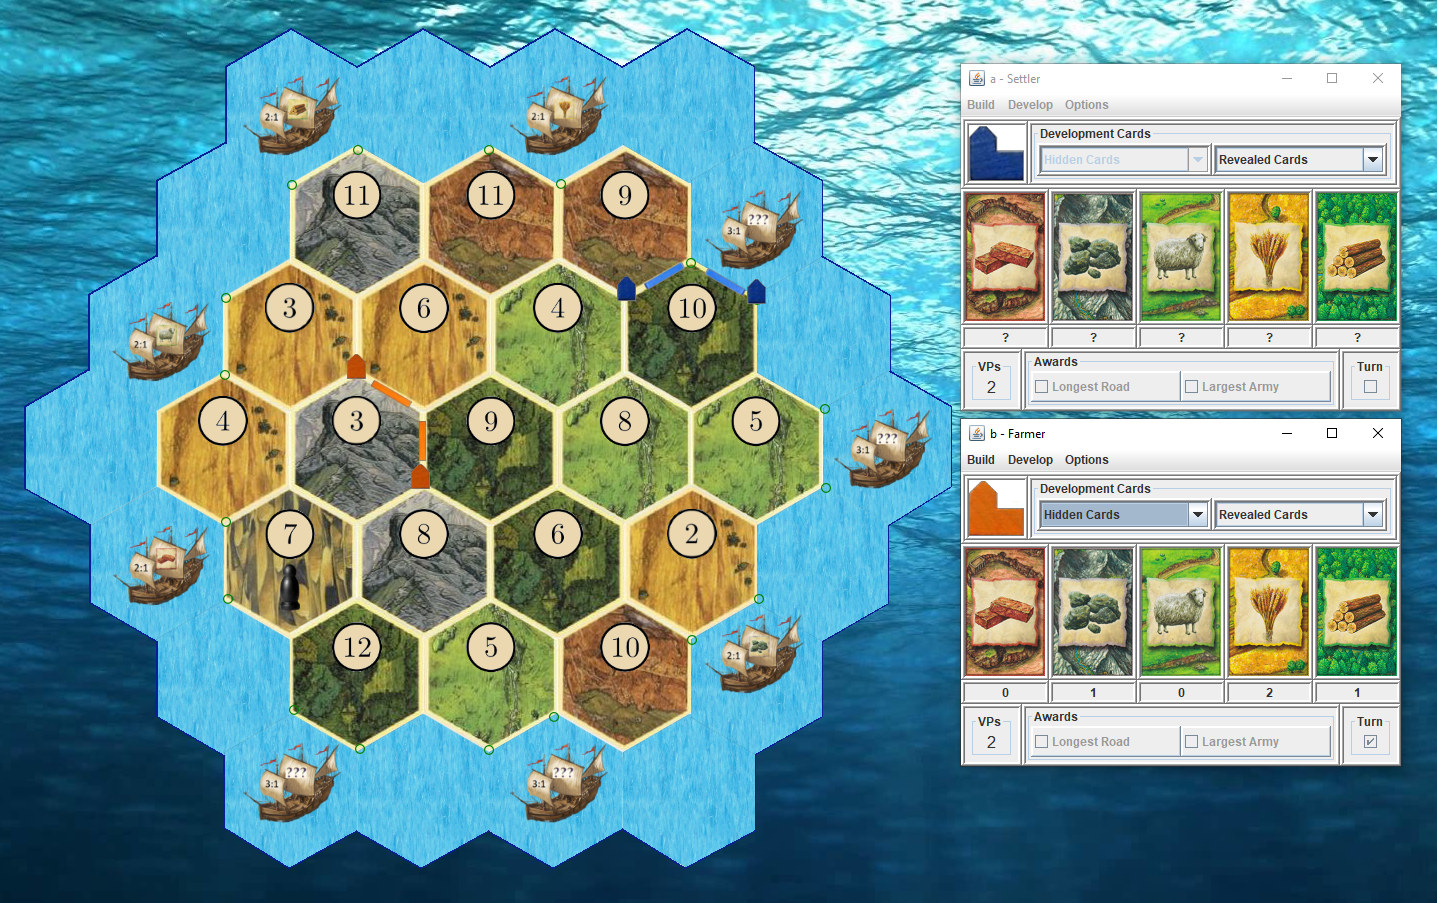 2:1
2:1
11
11
9
???
3:1
3
6
4
10
2:1
4
3
9
8
5
???
3:1
7
8
6
2
2:1
12
5
10
2:1
???
3:1
???
3:1
a - Settler
Build Develop Options
Development Cards
Hidden Cards Revealed Cards
? ? ? ? ?
VPs Awards Turn
2 Longest Road Largest Army
b - Farmer
Build Develop Options
Development Cards
Hidden Cards Revealed Cards
0 1 0 2 1
VPs Awards Turn
2 Longest Road Largest Army